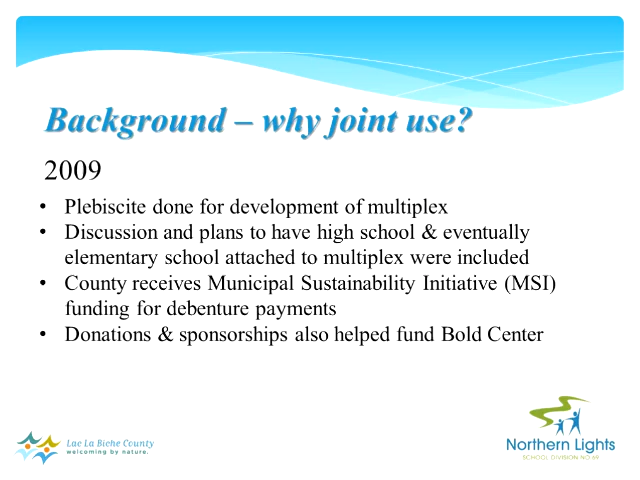 Background – why joint use?
2009
• Plebiscite done for development of multiplex
• Discussion and plans to have high school & eventually
elementary school attached to multiplex were included
• County receives Municipal Sustainability Initiative (MSI)
funding for debenture payments
• Donations & sponsorships also helped fund Bold Center
Lac La Biche County
welcoming by nature.
Northern Lights
SCHOOL DIVISION NO.69